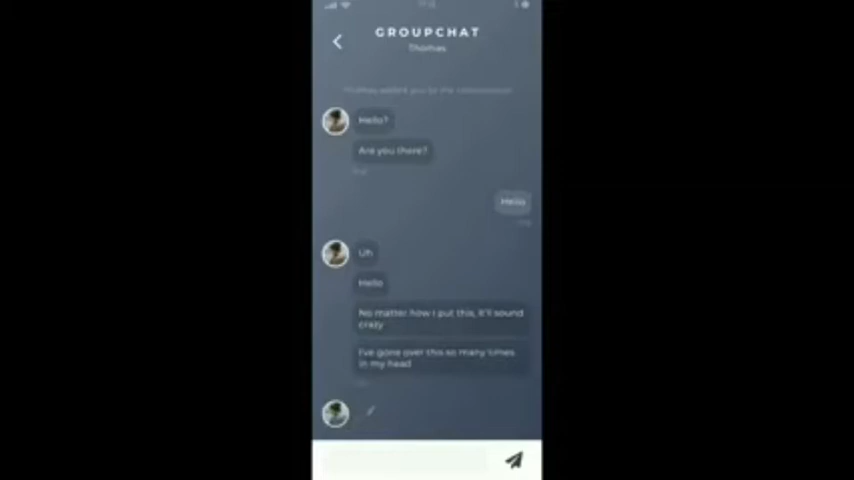 GROUPCHAT
Thomas
Hello?
Are you there?
Hello
Uh
Hello
No matter how I put this, it'll sound
crazy
I've gone over this so many times
in my head